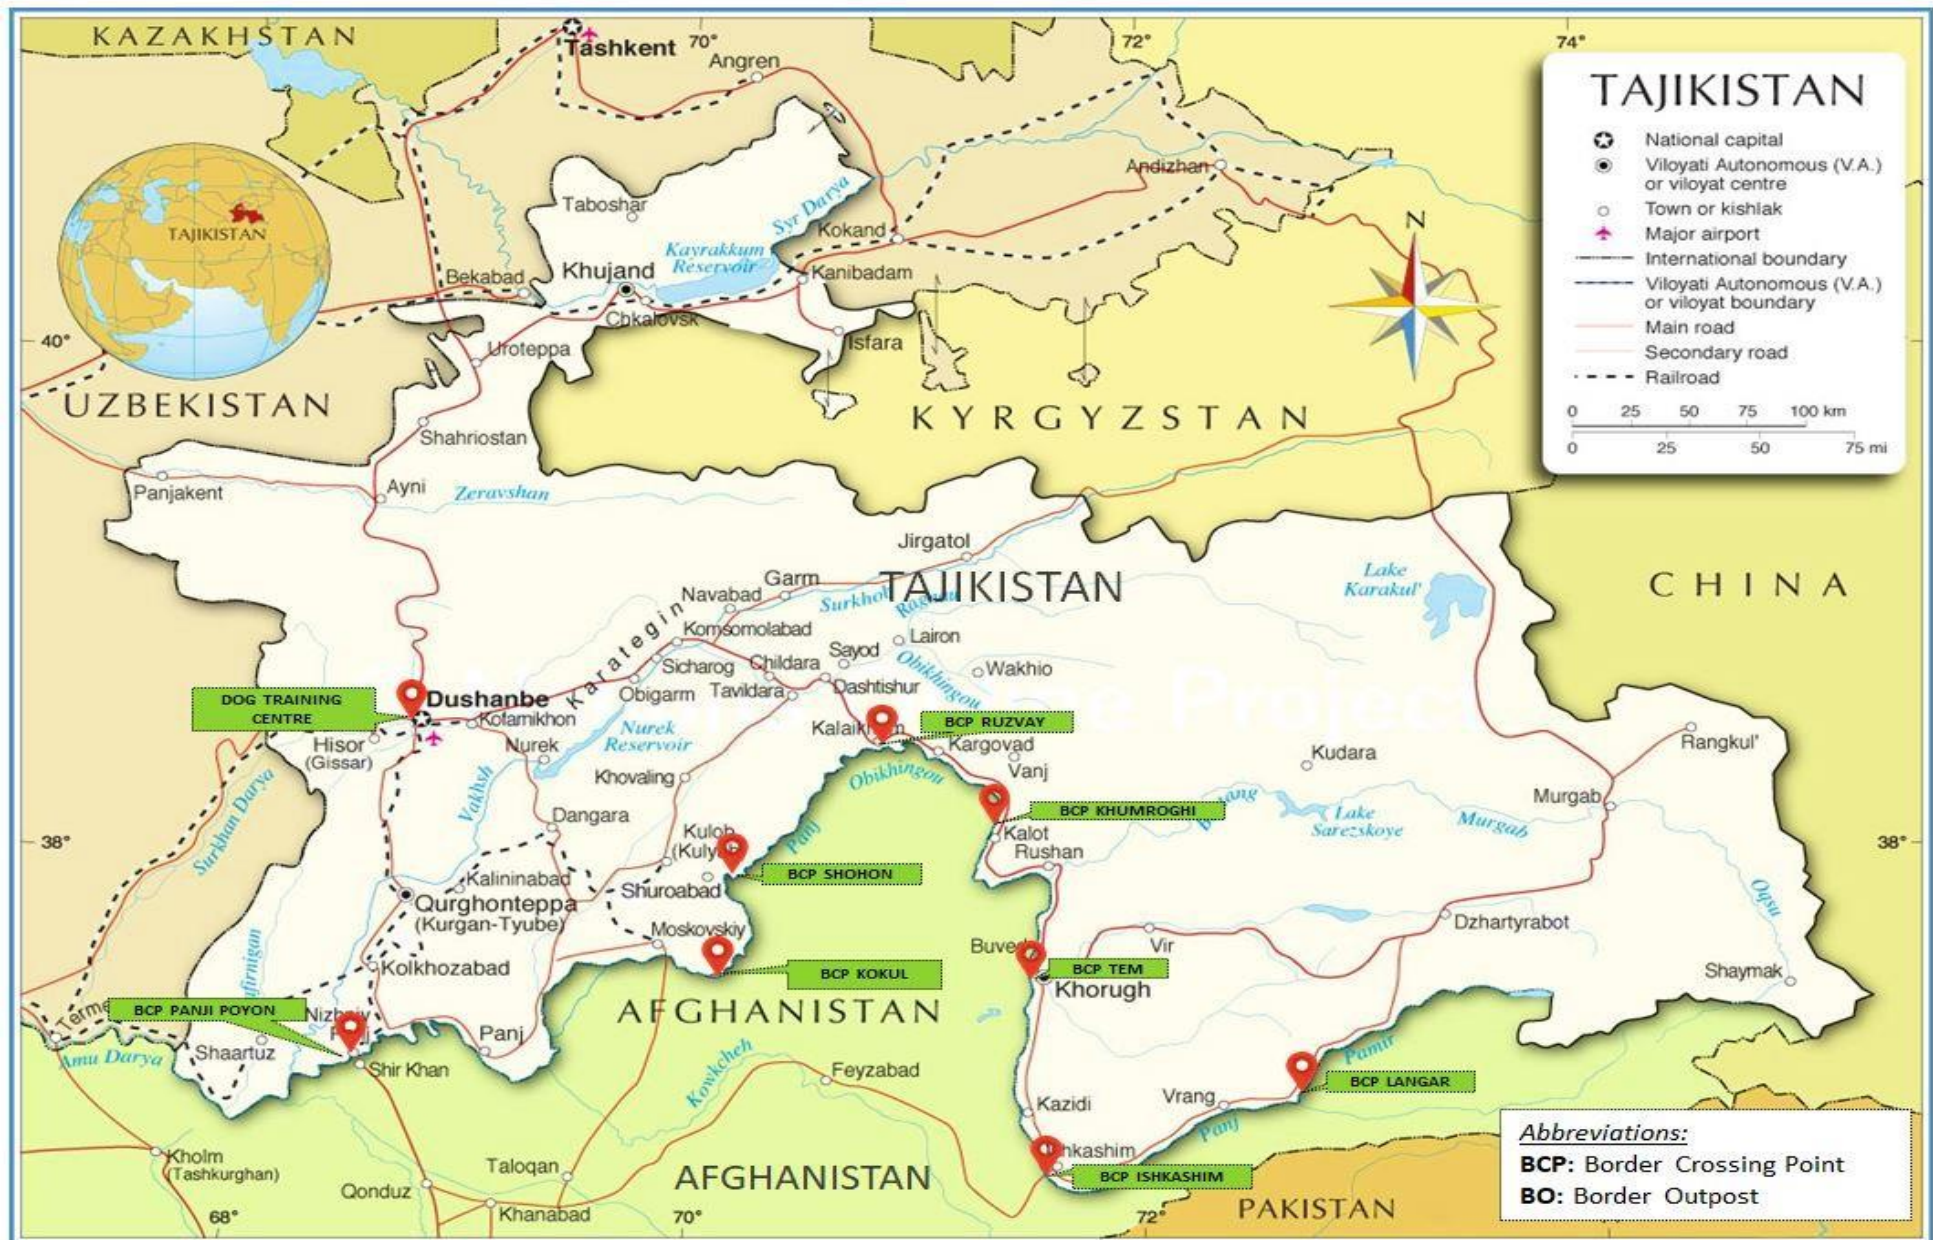 KAZAKHSTAN
Tashkent
70°
72°
74°
Angren
TAJIKISTAN
National capital
Viloyati Autonomous (V.A.)
or viloyat centre
Town or kishlak
Major airport
International boundary
Viloyati Autonomous (V.A.)
or viloyat boundary
Main road
Secondary road
Railroad
0 25 50 75 100 km
0 25 50 75 mi
N
Andizhan
Taboshar
Syr Darya
Kokand
TAJIKISTAN
Kayrakkum
Reservoir
Khujand
Bekabad
Kanibadam
Chkalovsk
Isfara
40°
Uroteppa
UZBEKISTAN
KYRGYZSTAN
Shahriostan
Panjakent
Ayni
Zeravshan
Jirgatol
TAJIKISTAN
Garm
Navabad
Surkhob
Lake
Karakul'
CHINA
Karategin
Komsomolabad
Lairon
Sayod
Sicharog
Childara
Obikhingou
Wakhio
Obigarm
Tavildara
Dashtishur
DOG TRAINING
CENTRE
Dushanbe
Kofarnikhon
Nurek
Reservoir
BCP RUZVAY
Kargovad
Hisor
(Gissar)
Nurek
Vanj
Kudara
Rangkul'
Khovaling
Obikhingou
Surkhan Darya
Vakhsh
Murgab
BCP KHUMROGHI
Dangara
Lake
Sarezskoye
Murgab
Kulob
Panj
Kalot
Rushan
38°
38°
BCP SHOHON
Kalininabad
Shuroabad
Qurghonteppa
(Kurgan-Tyube)
Oqsu
Moskovskiy
Dzhartyrabot
Vir
Kolkhozabad
BCP KOKUL
BCP TEM
Khorugh
Shaymak
BCP PANJI POYON
AFGHANISTAN
Shaartuz
Panj
Amu Darya
Shir Khan
Pamir
Kowkcheh
Feyzabad
BCP LANGAR
Vrang
Kazidi
Panj
Kholm
(Tashkurghan)
Taloqan
AFGHANISTAN
BCP ISHKASHIM
Qonduz
Khanabad
PAKISTAN
68°
70°
72°
Abbreviations:
BCP: Border Crossing Point
BO: Border Outpost